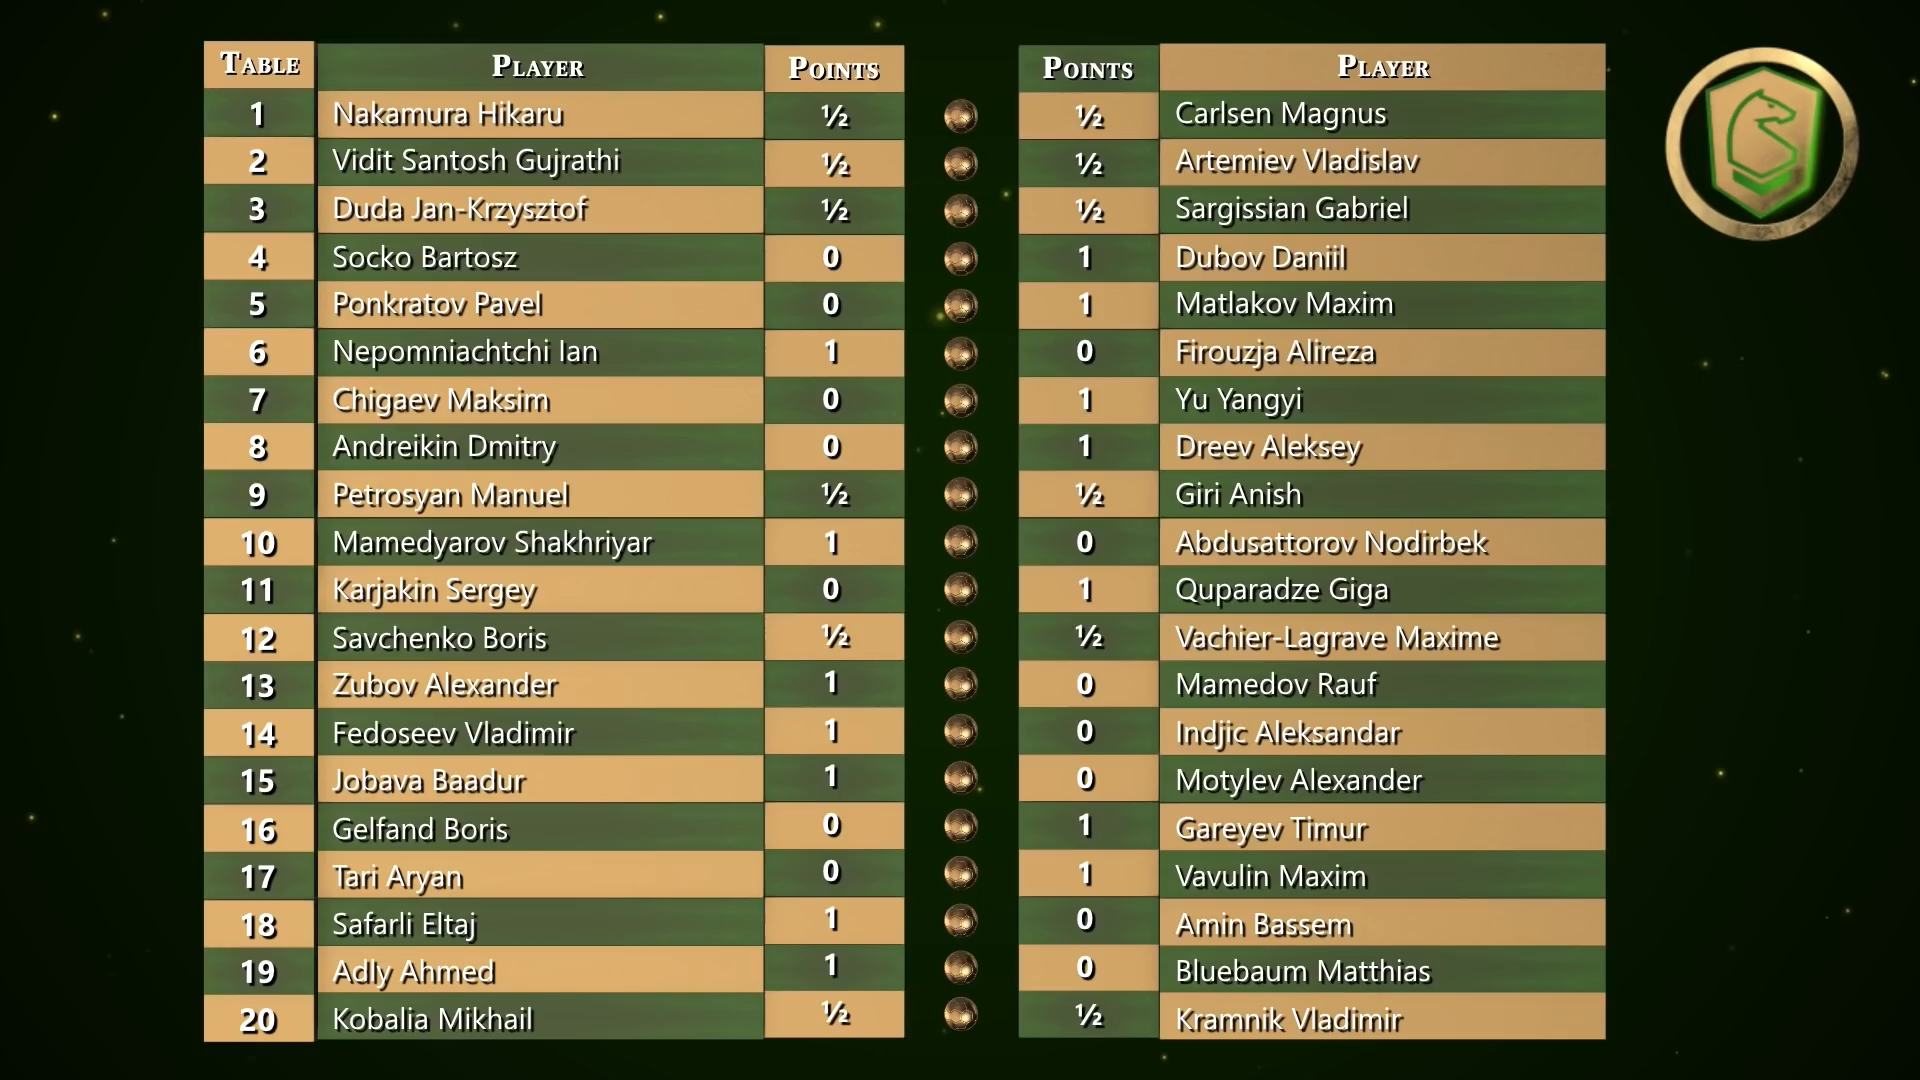 Table Player Points Points Player
1 Nakamura Hikaru ½ ½ Carlsen Magnus
2 Vidit Santosh Gujrathi ½ ½ Artemiev Vladislav
3 Duda Jan-Krzysztof ½ ½ Sargissian Gabriel
4 Socko Bartosz 0 1 Dubov Daniil
5 Ponkratov Pavel 0 1 Matlakov Maxim
6 Nepomniachtchi Ian 1 0 Firouzja Alireza
7 Chigaev Maksim 0 1 Yu Yangyi
8 Andreikin Dmitry 0 1 Dreev Aleksey
9 Petrosyan Manuel ½ ½ Giri Anish
10 Mamedyarov Shakhriyar 1 0 Abdusattorov Nodirbek
11 Karjakin Sergey 0 1 Quparadze Giga
12 Savchenko Boris ½ ½ Vachier-Lagrave Maxime
13 Zubov Alexander 1 0 Mamedov Rauf
14 Fedoseev Vladimir 1 0 Indjic Aleksandar
15 Jobava Baadur 1 0 Motylev Alexander
16 Gelfand Boris 0 1 Gareyev Timur
17 Tari Aryan 0 1 Vavulin Maxim
18 Safarli Eltaj 1 0 Amin Bassem
19 Adly Ahmed 1 0 Bluebaum Matthias
20 Kobalia Mikhail ½ ½ Kramnik Vladimir